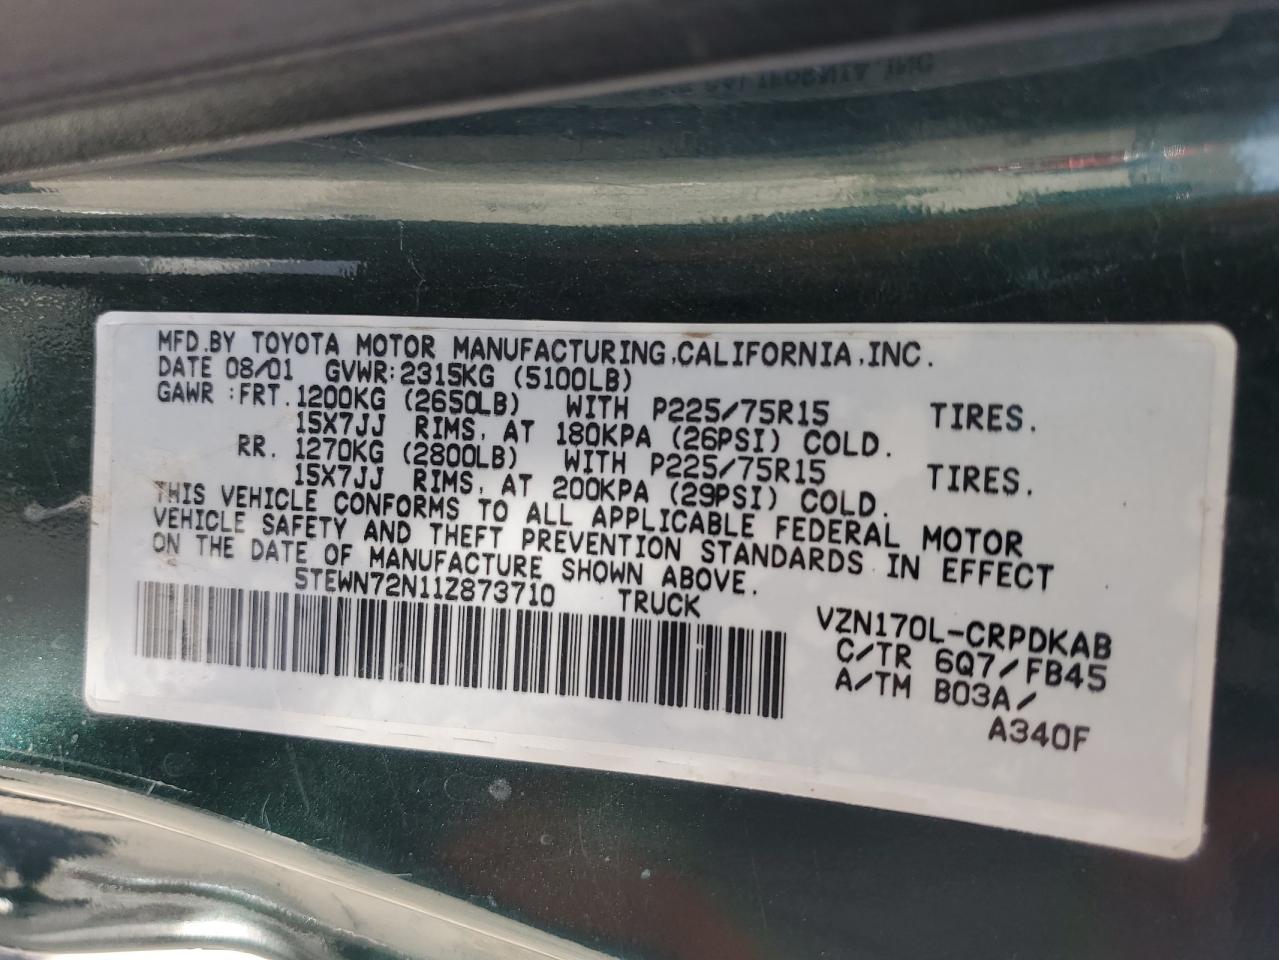 MFD.BY TOYOTA MOTOR MANUFACTURING,CALIFORNIA,INC.
DATE 08/01 GVWR:2315KG (5100LB)
GAWR :FRT. 1200KG (2650LB) WITH P225/75R15 TIRES.
15X7JJ RIMS, AT 180KPA (26PSI) COLD.
RR. 1270KG (2800LB) WITH P225/75R15 TIRES.
15X7JJ RIMS, AT 200KPA (29PSI) COLD.
THIS VEHICLE CONFORMS TO ALL APPLICABLE FEDERAL MOTOR
VEHICLE SAFETY AND THEFT PREVENTION STANDARDS IN EFFECT
ON THE DATE OF MANUFACTURE SHOWN ABOVE.
5TEWN72N11Z873710 TRUCK
VZN170L-CRPDKAB
C/TR 6Q7/FB45
A/TM B03A/
A340F